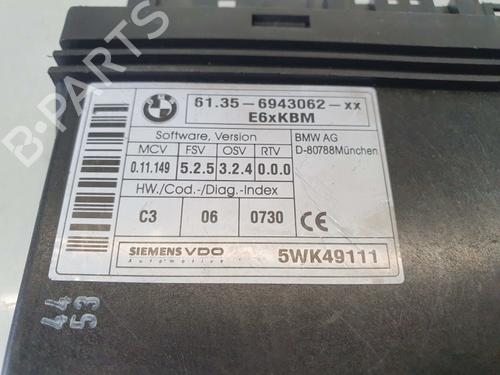 BMW
61.35 - 6943062 - xx
E6xKBM
Software, Version
MCV FSV OSV RTV
0.11.149 5.2.5 3.2.4 0.0.0
HW./Cod.-/Diag.-Index
C3 06 0730
BMW AG
D-80788München
CE
SIEMENS VDO
Automotive
5WK49111
44
53
B-PARTS